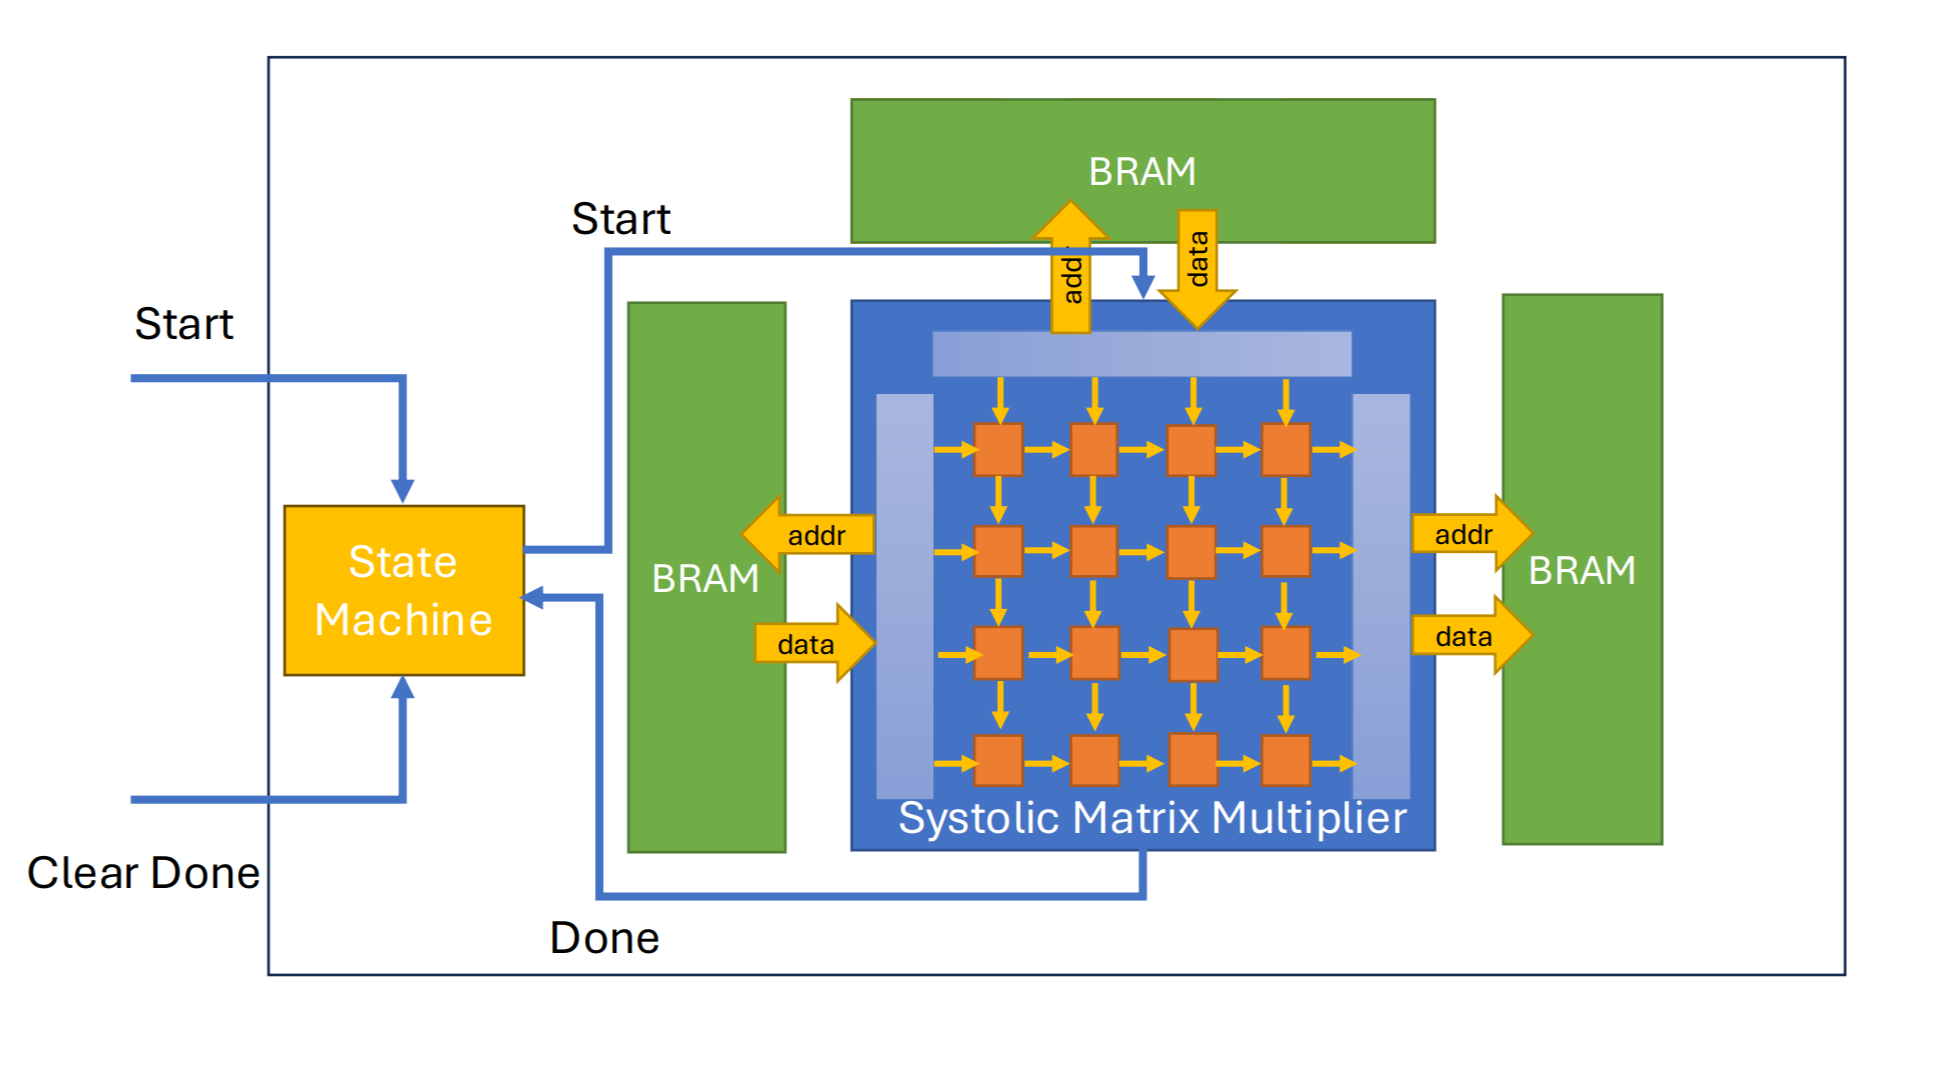 BRAM
Start
addr
data
Start
addr
addr
State
Machine
BRAM
BRAM
data
data
Systolic Matrix Multiplier
Clear Done
Done